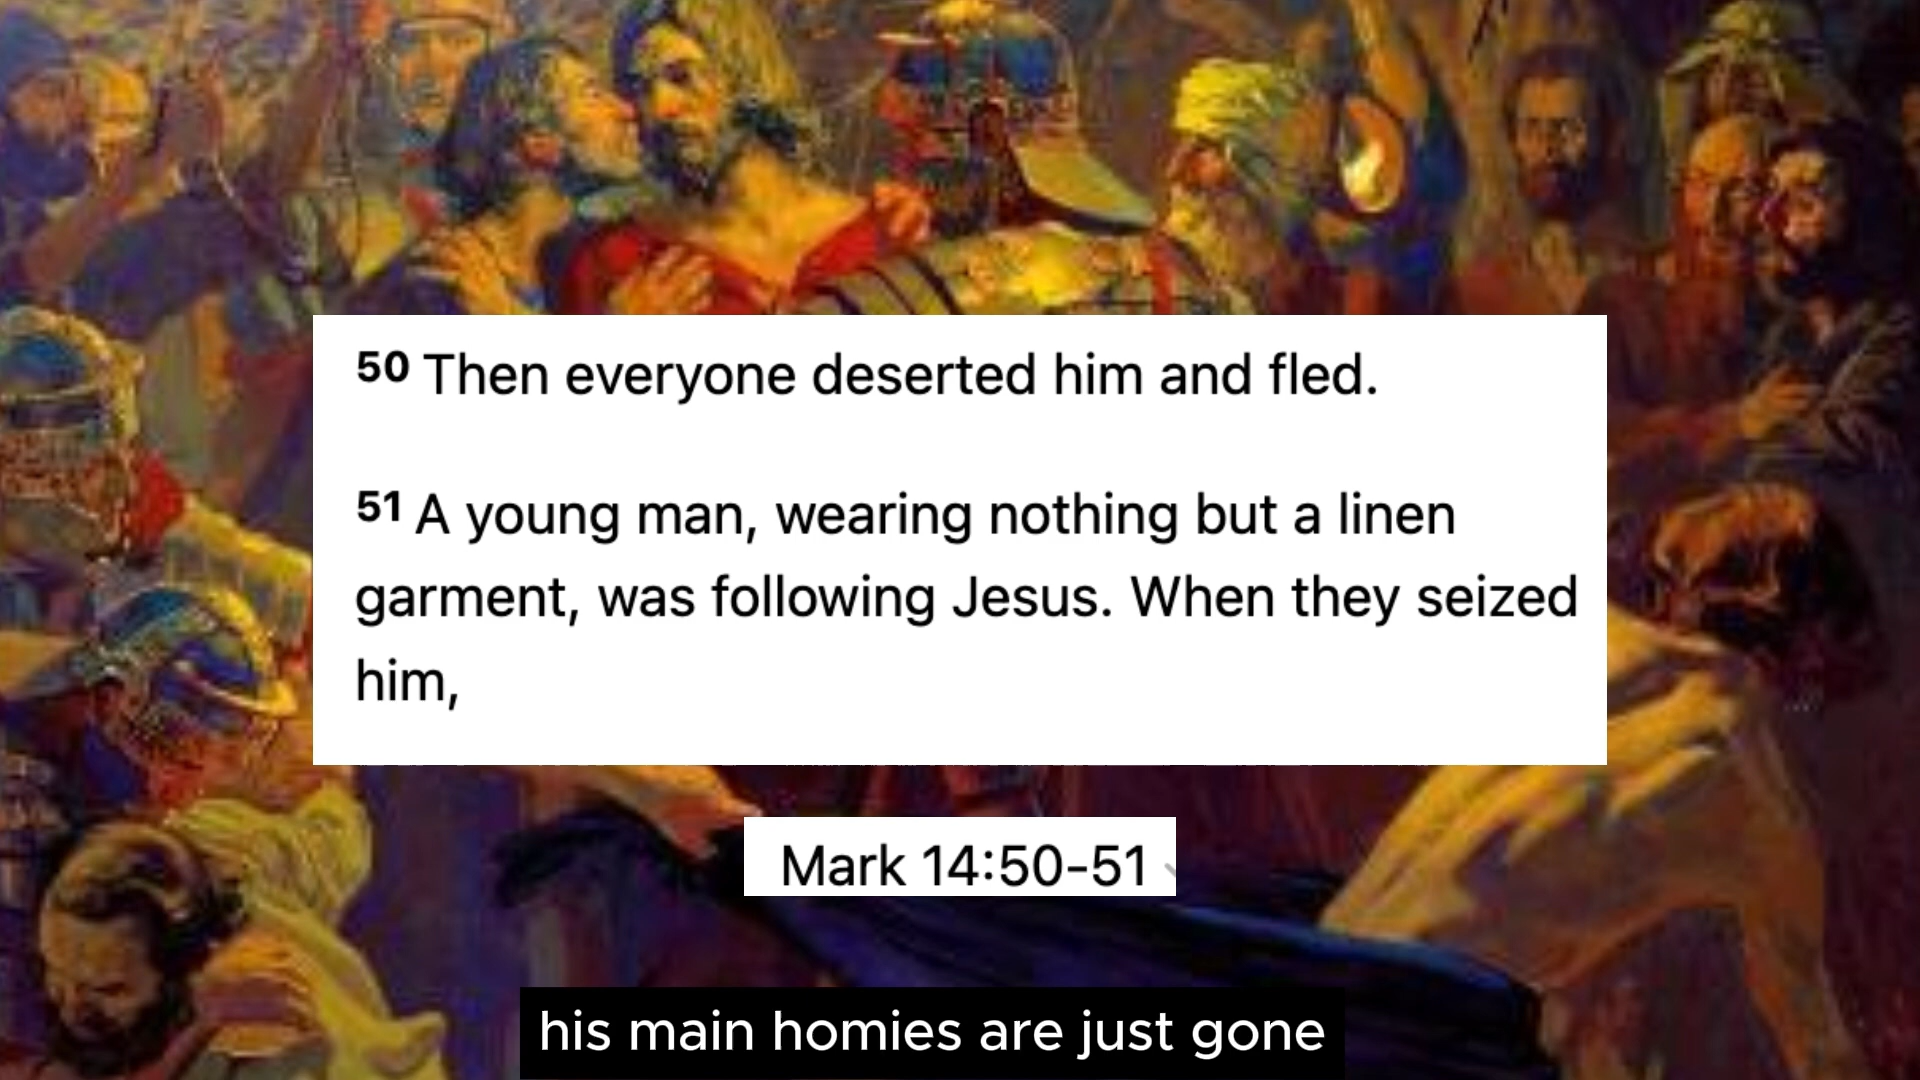 50 Then everyone deserted him and fled.
51 A young man, wearing nothing but a linen
garment, was following Jesus. When they seized
him,
Mark 14:50-51
his main homies are just gone